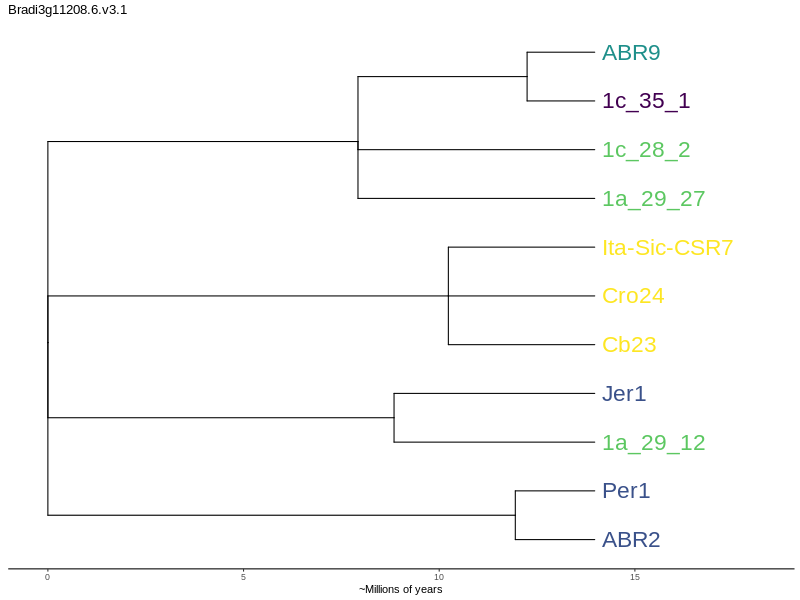 Bradi3g11208.6.v3.1
ABR9
1c_35_1
1c_28_2
1a_29_27
Ita-Sic-CSR7
Cro24
Cb23
Jer1
1a_29_12
Per1
ABR2
0 5 10 15
~Millions of years